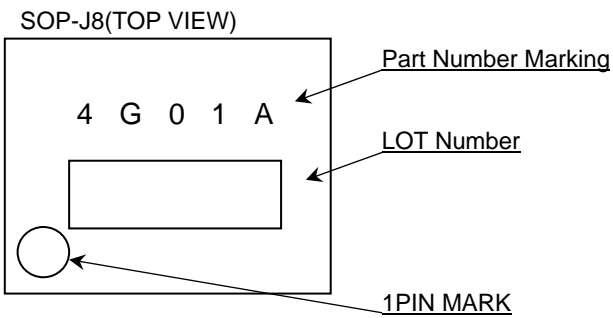 SOP-J8(TOP VIEW)
Part Number Marking
4 G 0 1 A
LOT Number
1PIN MARK